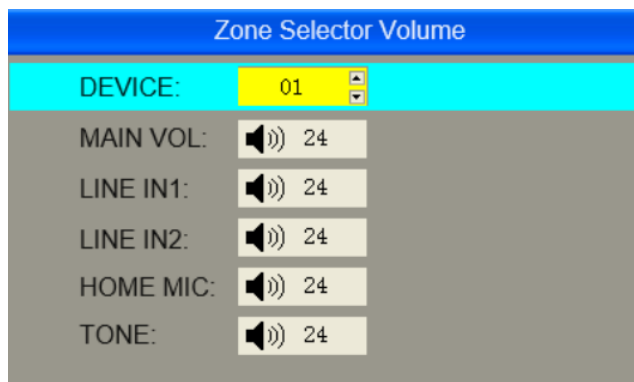 Zone Selector Volume
DEVICE: 01
MAIN VOL: 24
LINE IN1: 24
LINE IN2: 24
HOME MIC: 24
TONE: 24